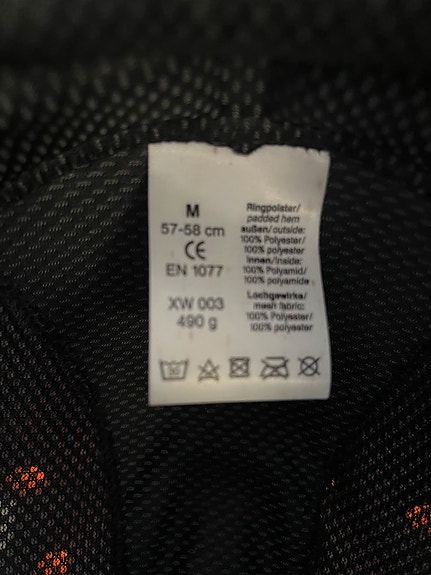 M
57-58 cm
CE
EN 1077
XW 003
490 g
Ringpolster/
padded hem
außen/outside:
100% Polyester/
100% polyester
Innen/inside:
100% Polyamid/
100% polyamide
Lochgewirke/
mesh fabric:
100% Polyester/
100% polyester